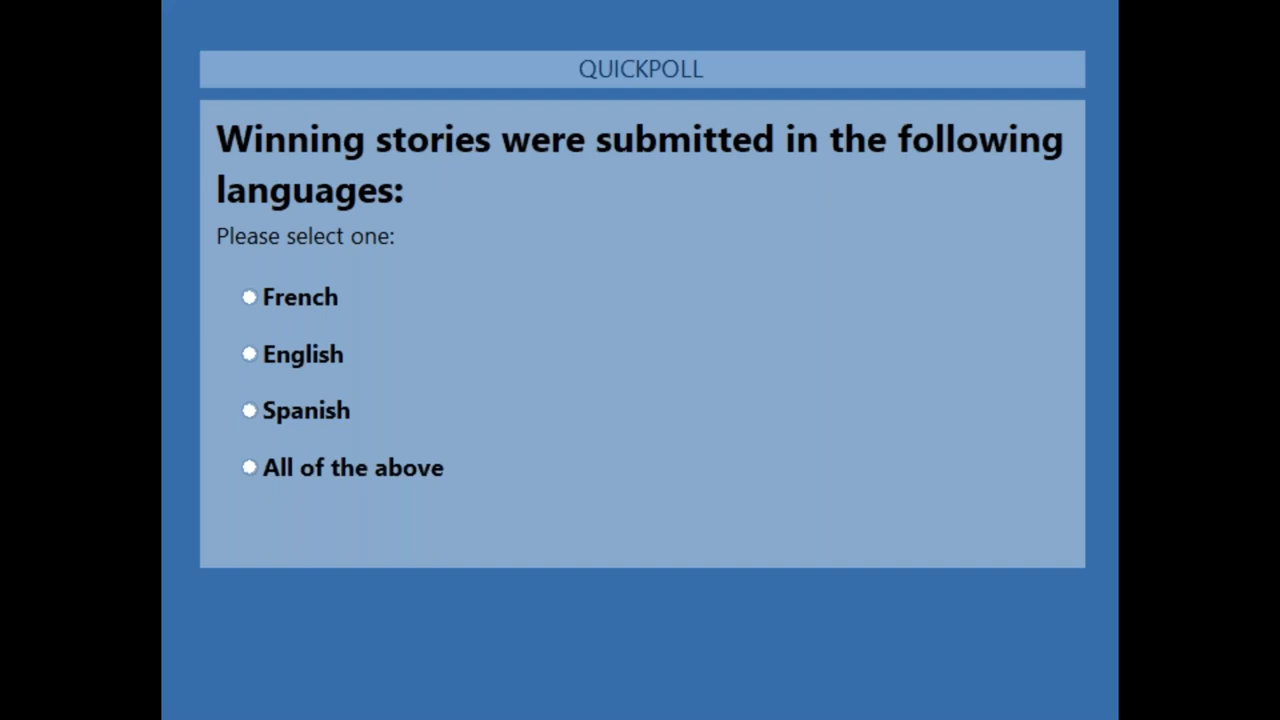 QUICKPOLL
Winning stories were submitted in the following
languages:
Please select one:
French
English
Spanish
All of the above